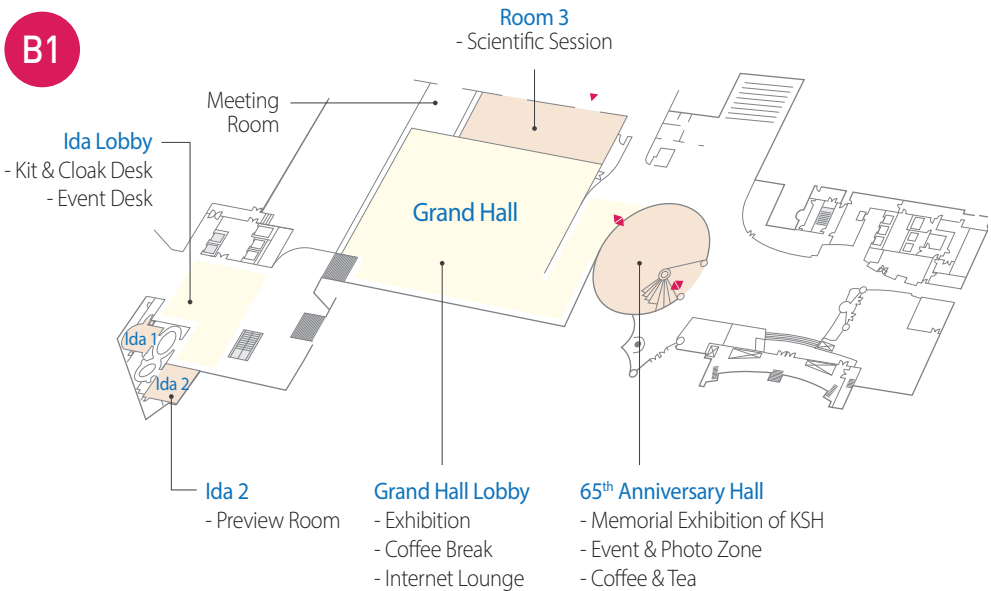 B1
Room 3
- Scientific Session
Meeting
Room
Ida Lobby
- Kit & Cloak Desk
- Event Desk
Grand Hall
Ida 1
Ida 2
Ida 2
- Preview Room
Grand Hall Lobby
- Exhibition
- Coffee Break
- Internet Lounge
65th Anniversary Hall
- Memorial Exhibition of KSH
- Event & Photo Zone
- Coffee & Tea